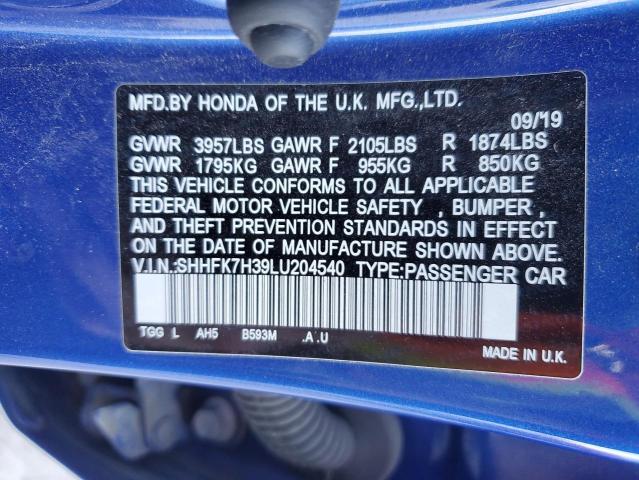 MFD.BY HONDA OF THE U.K. MFG.,LTD.
09/19
GVWR 3957LBS GAWR F 2105LBS R 1874LBS
GVWR 1795KG GAWR F 955KG R 850KG
THIS VEHICLE CONFORMS TO ALL APPLICABLE
FEDERAL MOTOR VEHICLE SAFETY , BUMPER ,
AND THEFT PREVENTION STANDARDS IN EFFECT
ON THE DATE OF MANUFACTURE SHOWN ABOVE.
V.I.N.:SHHFK7H39LU204540 TYPE:PASSENGER CAR
TGG L AH5 B593M .A .U
MADE IN U.K.